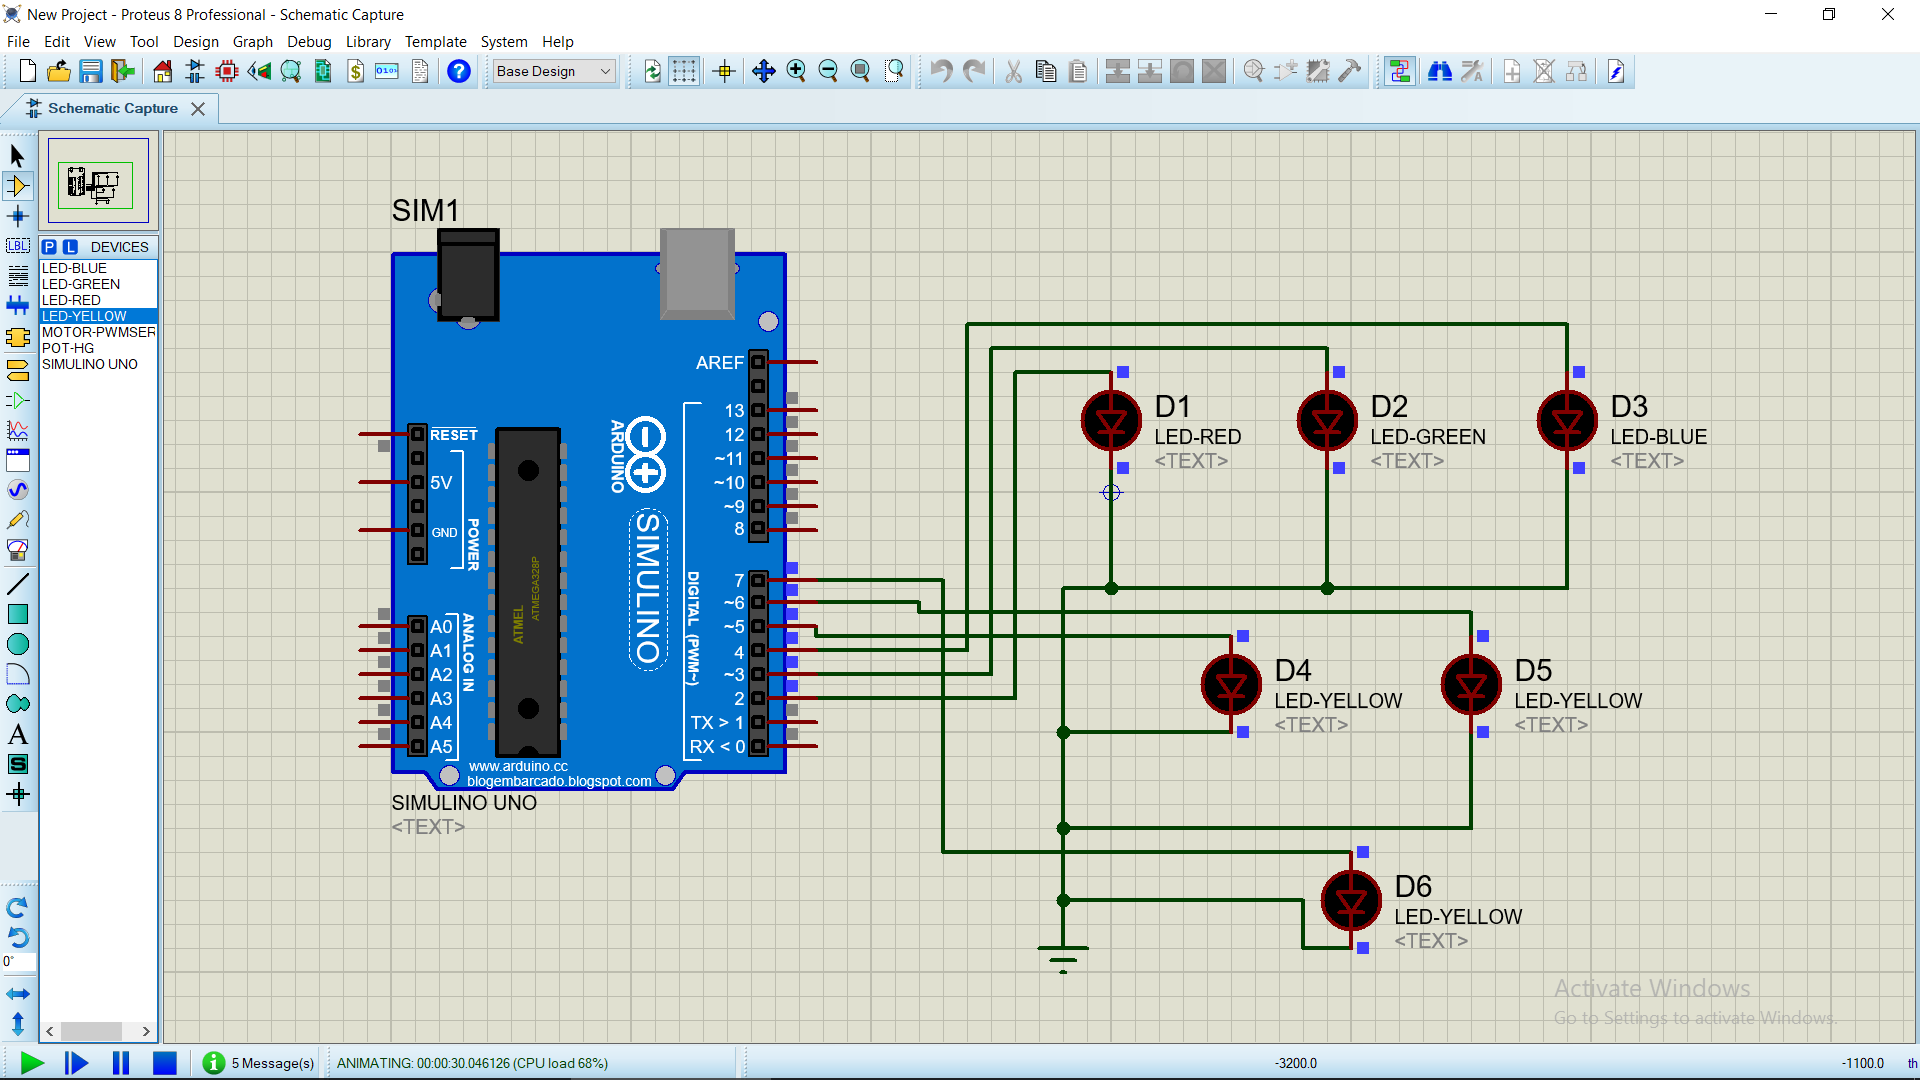 New Project - Proteus 8 Professional - Schematic Capture
File Edit View Tool Design Graph Debug Library Template System Help
Base Design
Schematic Capture
P L DEVICES
LED-BLUE
LED-GREEN
LED-RED
LED-YELLOW
MOTOR-PWMSER
POT-HG
SIMULINO UNO
LBL
A
S
0°
SIM1
AREF
13
12
~11
~10
~9
8
7
~6
~5
4
~3
2
TX > 1
RX < 0
RESET
5V
GND
POWER
A0
A1
A2
A3
A4
A5
ANALOG IN
ARDUINO
SIMULINO
DIGITAL (PWM~)
ATMEL
ATMEGA328P
www.arduino.cc
blogembarcado.blogspot.com
SIMULINO UNO
<TEXT>
D1
LED-RED
<TEXT>
D2
LED-GREEN
<TEXT>
D3
LED-BLUE
<TEXT>
D4
LED-YELLOW
<TEXT>
D5
LED-YELLOW
<TEXT>
D6
LED-YELLOW
<TEXT>
Activate Windows
Go to Settings to activate Windows.
5 Message(s)
ANIMATING: 00:00:30.046126 (CPU load 68%)
-3200.0
-1100.0
th